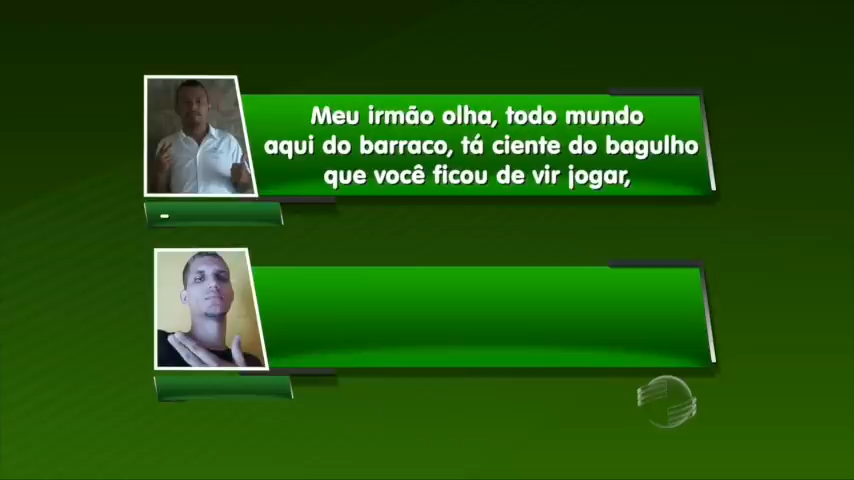 Meu irmão olha, todo mundo
aqui do barraco, tá ciente do bagulho
que você ficou de vir jogar,
-